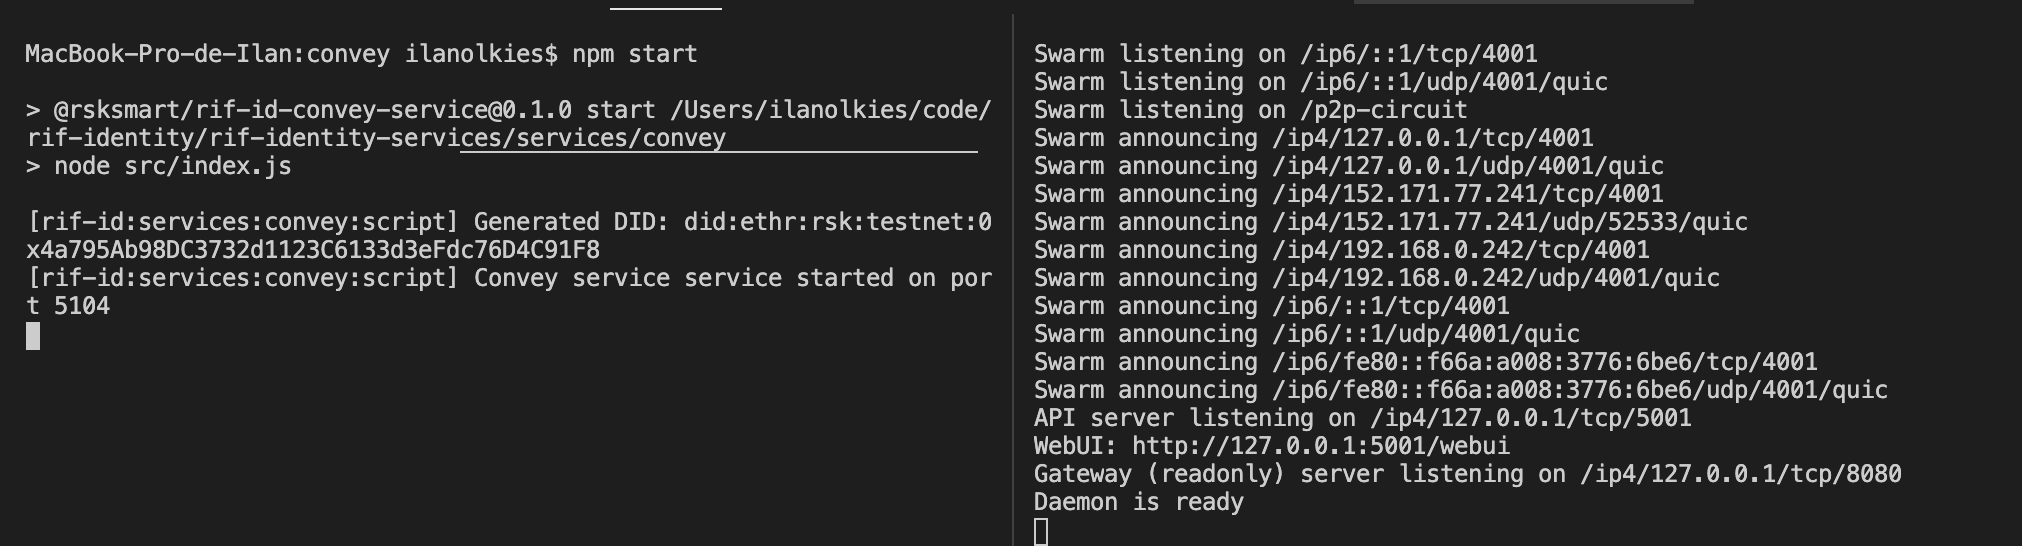 MacBook-Pro-de-Ilan:convey ilanolkies$ npm start
> @rsksmart/rif-id-convey-service@0.1.0 start /Users/ilanolkies/code/
rif-identity/rif-identity-services/services/convey
> node src/index.js
[rif-id:services:convey:script] Generated DID: did:ethr:rsk:testnet:0
x4a795Ab98DC3732d1123C6133d3eFdc76D4C91F8
[rif-id:services:convey:script] Convey service service started on por
t 5104
Swarm listening on /ip6/::1/tcp/4001
Swarm listening on /ip6/::1/udp/4001/quic
Swarm listening on /p2p-circuit
Swarm announcing /ip4/127.0.0.1/tcp/4001
Swarm announcing /ip4/127.0.0.1/udp/4001/quic
Swarm announcing /ip4/152.171.77.241/tcp/4001
Swarm announcing /ip4/152.171.77.241/udp/52533/quic
Swarm announcing /ip4/192.168.0.242/tcp/4001
Swarm announcing /ip4/192.168.0.242/udp/4001/quic
Swarm announcing /ip6/::1/tcp/4001
Swarm announcing /ip6/::1/udp/4001/quic
Swarm announcing /ip6/fe80::f66a:a008:3776:6be6/tcp/4001
Swarm announcing /ip6/fe80::f66a:a008:3776:6be6/udp/4001/quic
API server listening on /ip4/127.0.0.1/tcp/5001
WebUI: http://127.0.0.1:5001/webui
Gateway (readonly) server listening on /ip4/127.0.0.1/tcp/8080
Daemon is ready